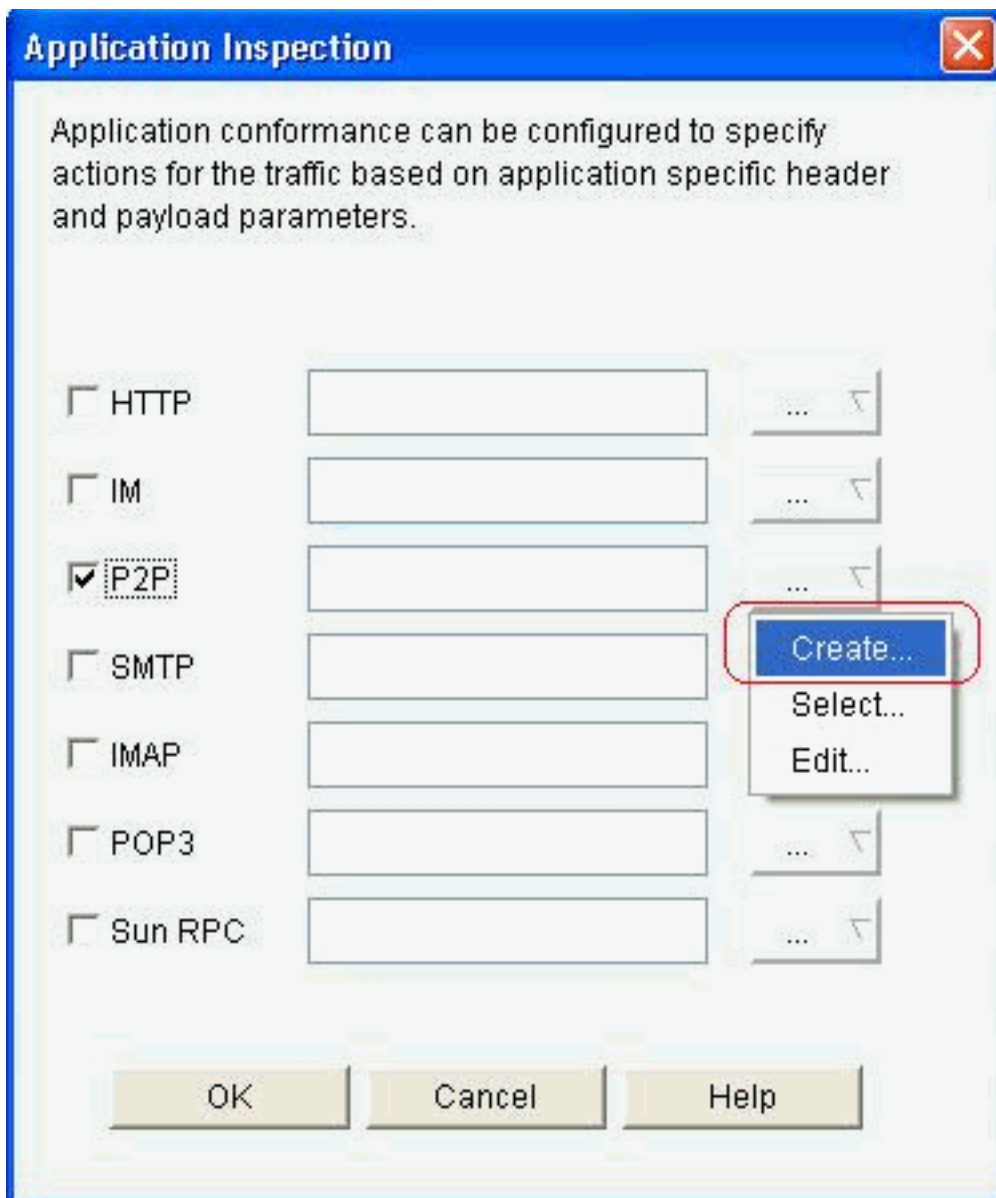 Application Inspection
Application conformance can be configured to specify
actions for the traffic based on application specific header
and payload parameters.
HTTP ...
IM ...
P2P ...
Create...
SMTP
Select...
IMAP
Edit...
POP3 ...
Sun RPC ...
OK Cancel Help